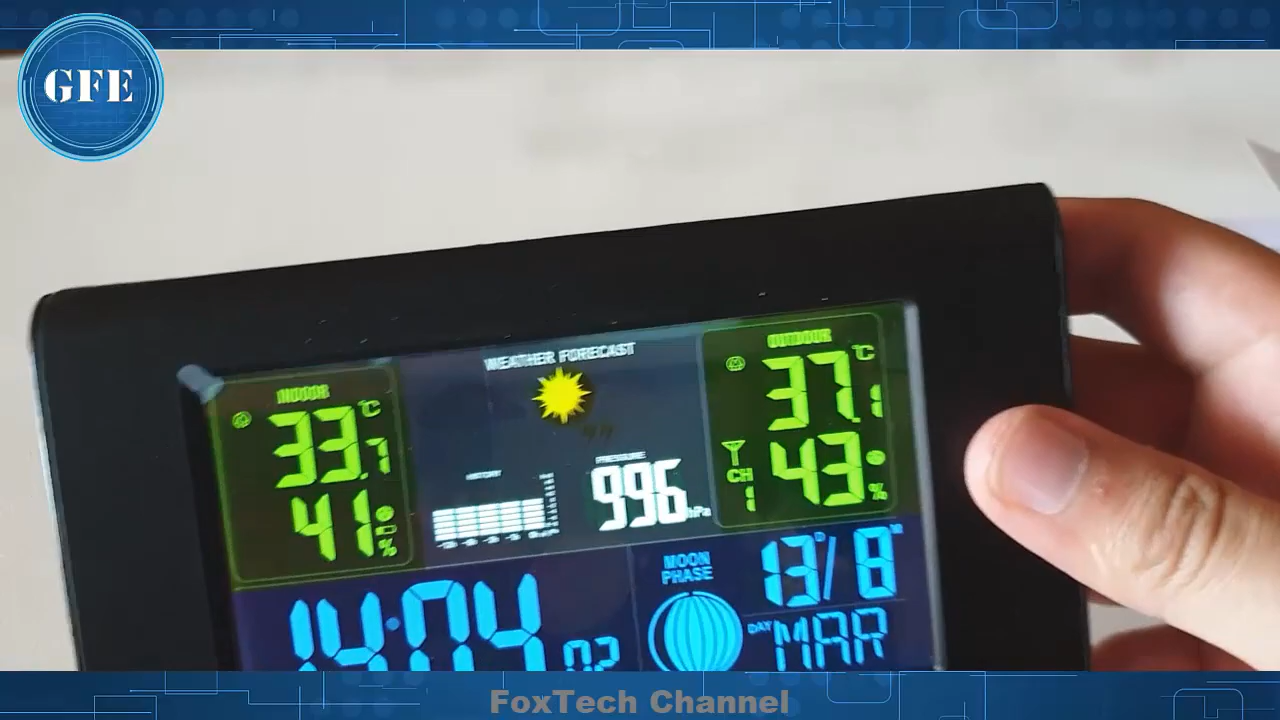 GFE
WEATHER FORECAST
INDOOR
33.7 °C
41 %
HISTORY
PRESSURE
996 hPa
OUTDOOR
37.1 °C
CH 1
43 %
14:04 02
MOON
PHASE
13 D / 8 M
DAY MAR
FoxTech Channel